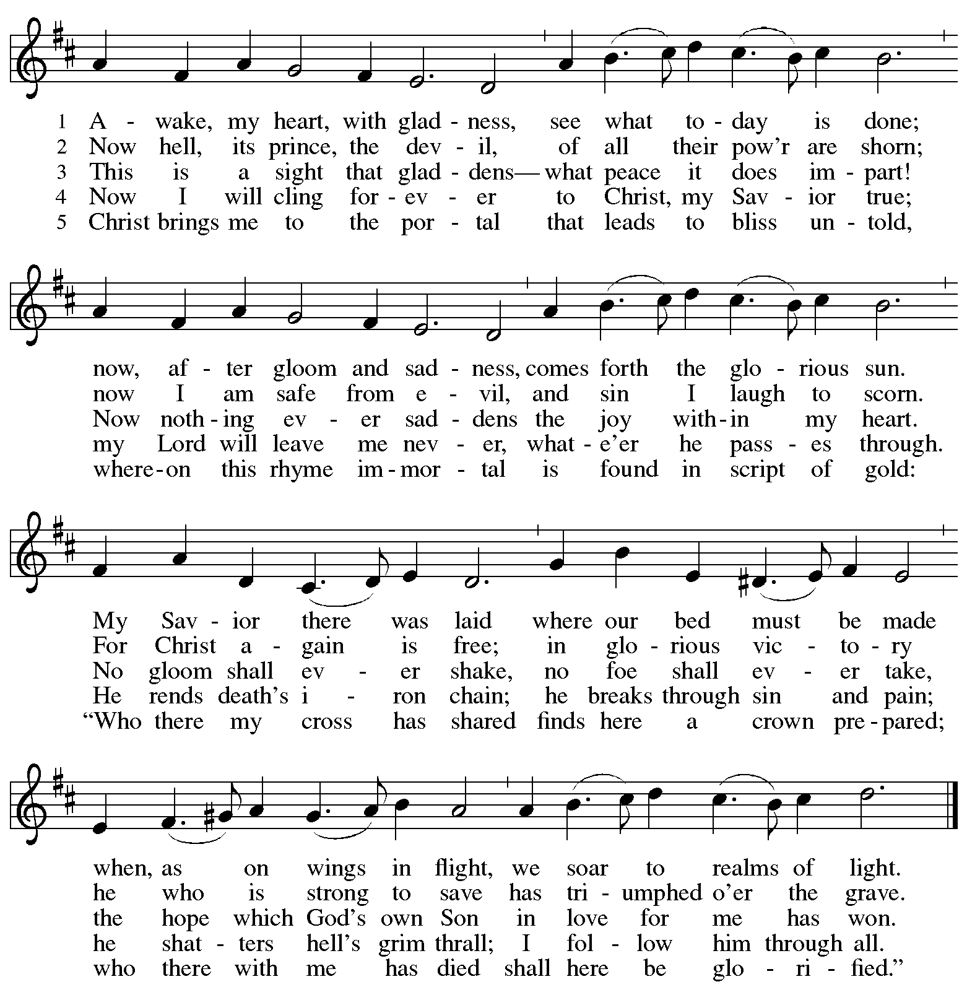 1 A - wake, my heart, with glad - ness, see what to - day is done;
2 Now hell, its prince, the dev - il, of all their pow'r are shorn;
3 This is a sight that glad - dens— what peace it does im - part!
4 Now I will cling for - ev - er to Christ, my Sav - ior true;
5 Christ brings me to the por - tal that leads to bliss un - told,
now, af - ter gloom and sad - ness, comes forth the glo - rious sun.
now I am safe from e - vil, and sin I laugh to scorn.
Now noth - ing ev - er sad - dens the joy with - in my heart.
my Lord will leave me nev - er, what - e'er he pass - es through.
where - on this rhyme im - mor - tal is found in script of gold:
My Sav - ior there was laid where our bed must be made
For Christ a - gain is free; in glo - rious vic - to - ry
No gloom shall ev - er shake, no foe shall ev - er take,
He rends death's i - ron chain; he breaks through sin and pain;
“Who there my cross has shared finds here a crown pre - pared;
when, as on wings in flight, we soar to realms of light.
he who is strong to save has tri - umphed o'er the grave.
the hope which God's own Son in love for me has won.
he shat - ters hell's grim thrall; I fol - low him through all.
who there with me has died shall here be glo - ri - fied.”